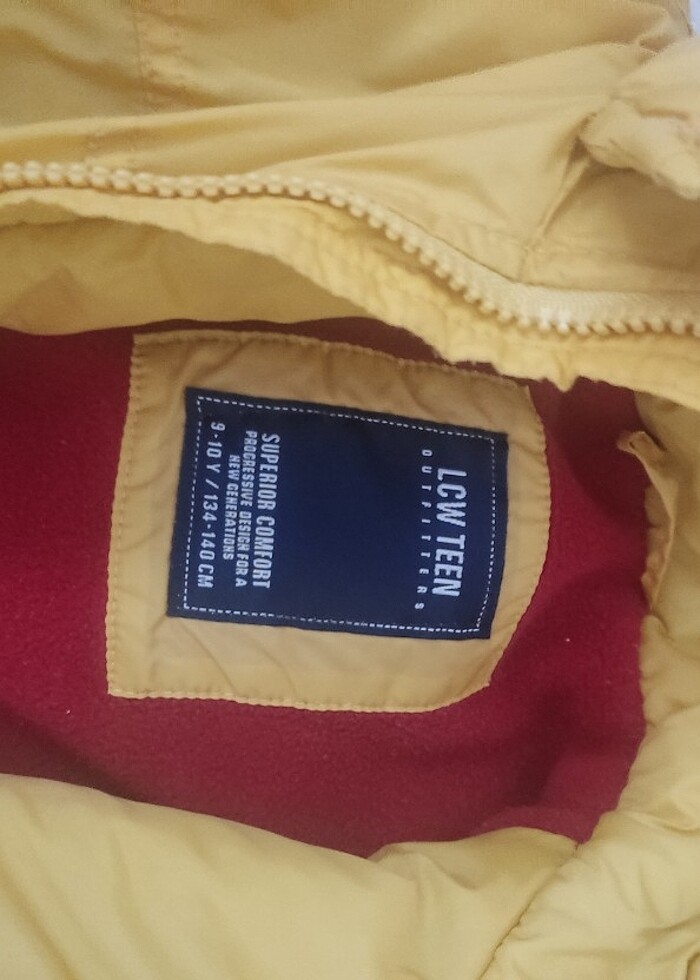 LCW TEEN
OUTFITTERS
SUPERIOR COMFORT
PROGRESSIVE DESIGN FOR A
NEW GENERATIONS
9-10 Y / 134-140 CM